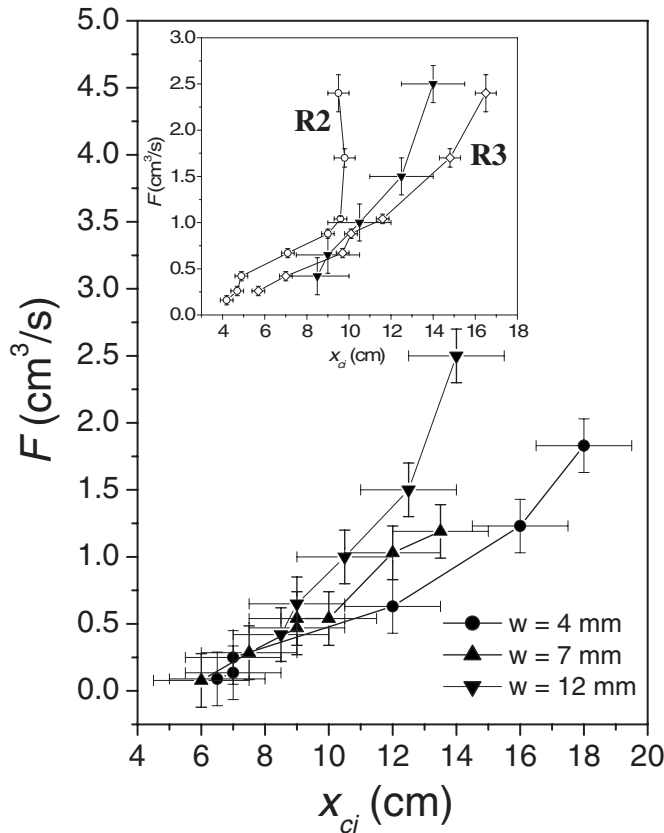 5.0
4.5
4.0
3.5
3.0
2.5
2.0
1.5
1.0
0.5
0.0
F (cm³/s)
4 6 8 10 12 14 16 18 20
x_ci (cm)
w = 4 mm
w = 7 mm
w = 12 mm
3.0
2.5
2.0
1.5
1.0
0.5
0.0
F (cm³/s)
4 6 8 10 12 14 16 18
x_ci (cm)
R2
R3